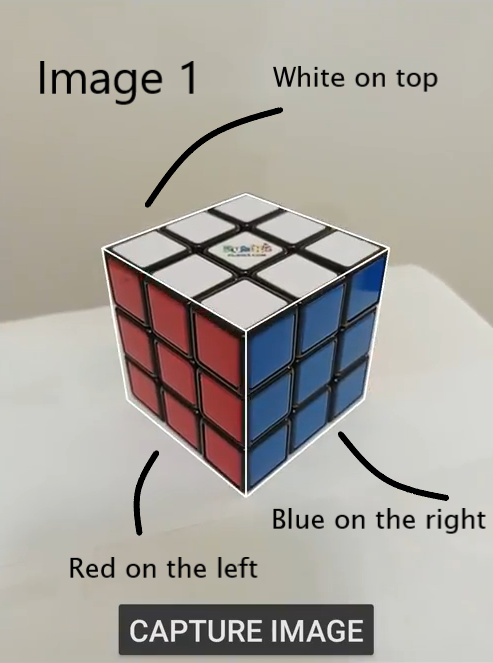 Image 1
White on top
Blue on the right
Red on the left
CAPTURE IMAGE